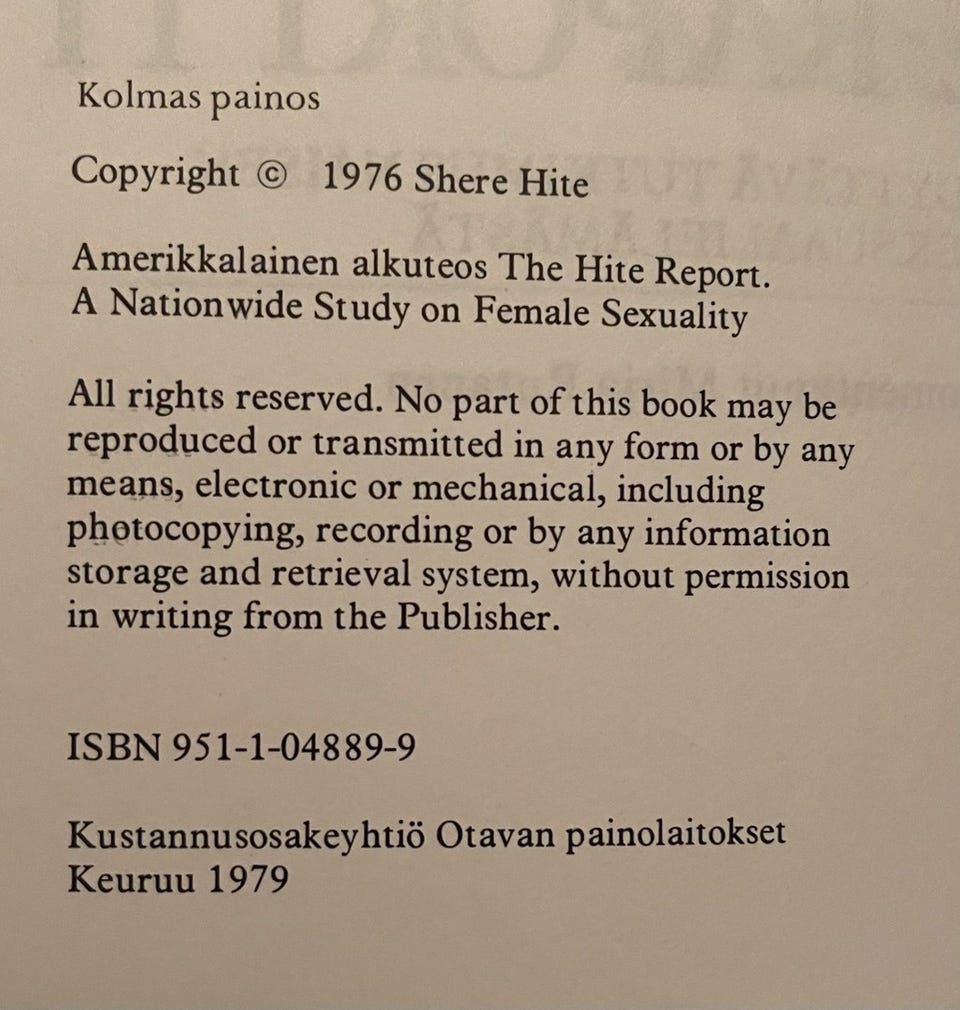 Kolmas painos
Copyright © 1976 Shere Hite
Amerikkalainen alkuteos The Hite Report.
A Nationwide Study on Female Sexuality
All rights reserved. No part of this book may be
reproduced or transmitted in any form or by any
means, electronic or mechanical, including
photocopying, recording or by any information
storage and retrieval system, without permission
in writing from the Publisher.
ISBN 951-1-04889-9
Kustannusosakeyhtiö Otavan painolaitokset
Keuruu 1979